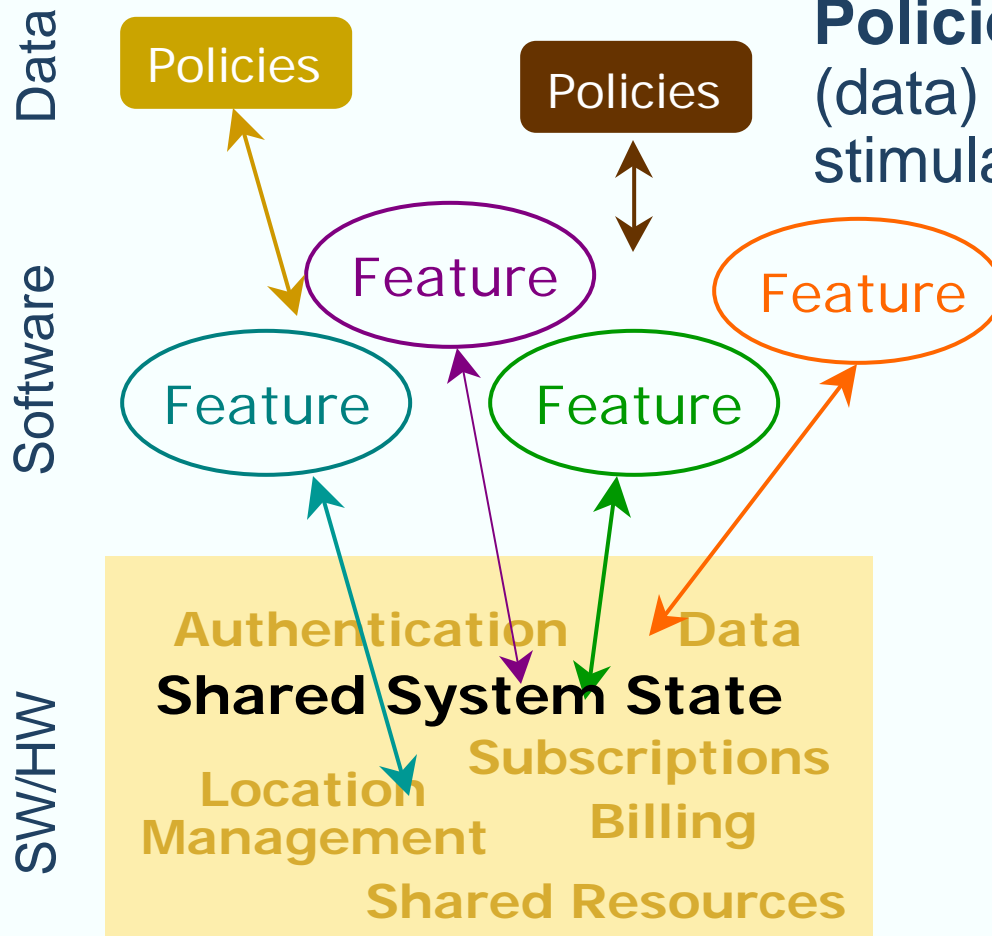 Data
Policies
Policies
(data)
Software
Feature
Feature
Feature
Feature
SW/HW
Authentication
Data
Shared System State
Subscriptions
Location
Management
Billing
Shared Resources